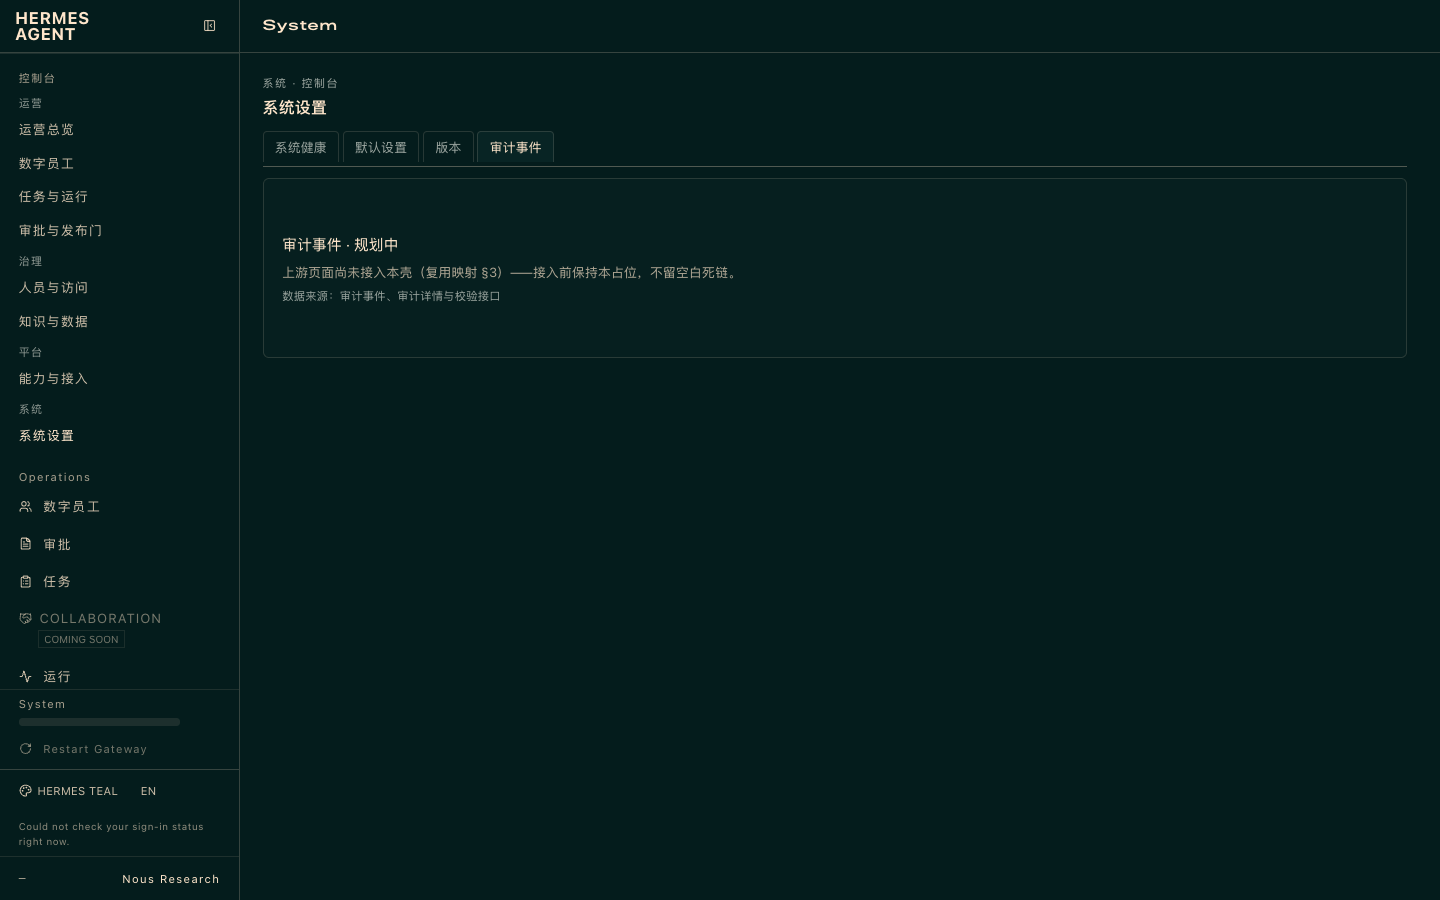 HERMES
AGENT
控制台
运营
运营总览
数字员工
任务与运行
审批与发布门
治理
人员与访问
知识与数据
平台
能力与接入
系统
系统设置
Operations
数字员工
审批
任务
COLLABORATION
COMING SOON
运行
System
Restart Gateway
HERMES TEAL EN
Could not check your sign-in status
right now.
— Nous Research
System
系统 · 控制台
系统设置
系统健康 默认设置 版本 审计事件
审计事件 · 规划中
上游页面尚未接入本壳（复用映射 §3）——接入前保持本占位，不留空白死链。
数据来源：审计事件、审计详情与校验接口